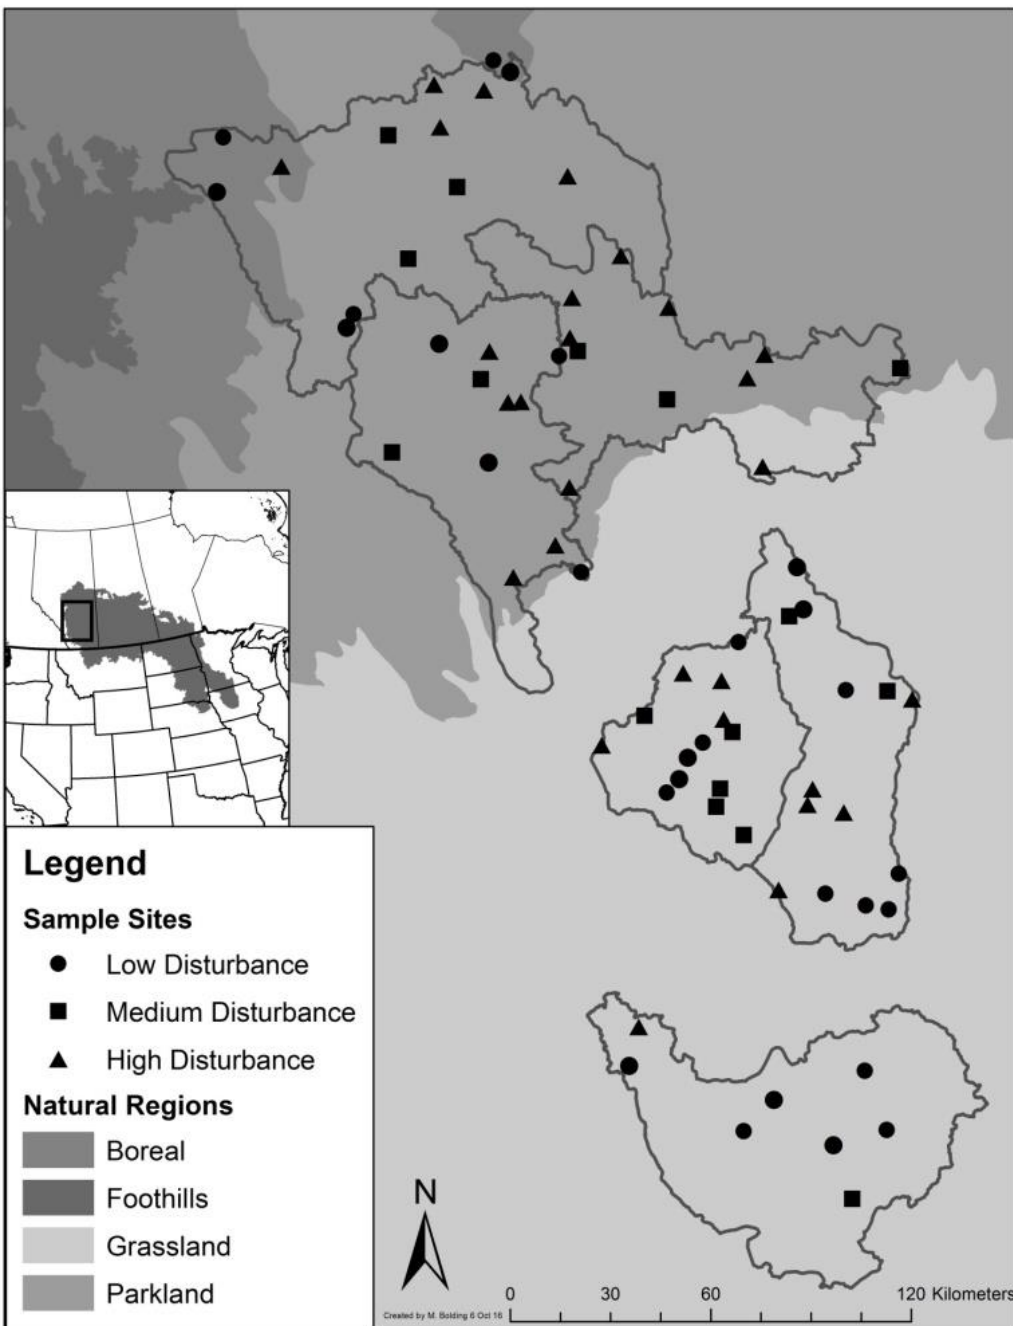 Legend
Sample Sites
Low Disturbance
Medium Disturbance
High Disturbance
Natural Regions
Boreal
Foothills
Grassland
Parkland
N
0 30 60 120 Kilometers
Created by M. Bolding 6 Oct 16